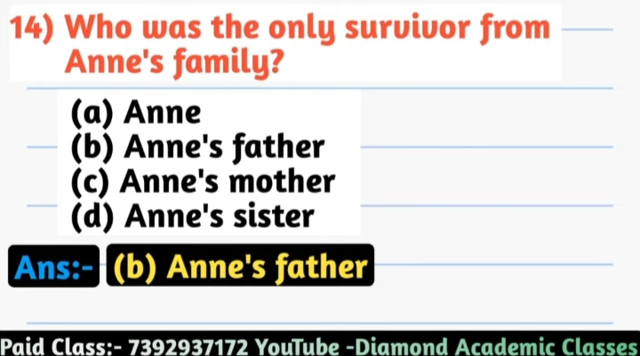 14) Who was the only survivor from
Anne's family?
(a) Anne
(b) Anne's father
(c) Anne's mother
(d) Anne's sister
Ans:- (b) Anne's father
Paid Class:- 7392937172 YouTube -Diamond Academic Classes